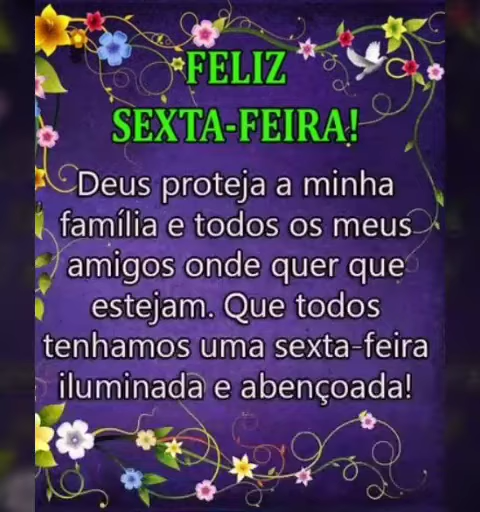 FELIZ
SEXTA-FEIRA!
Deus proteja a minha
família e todos os meus
amigos onde quer que
estejam. Que todos
tenhamos uma sexta-feira
iluminada e abençoada!